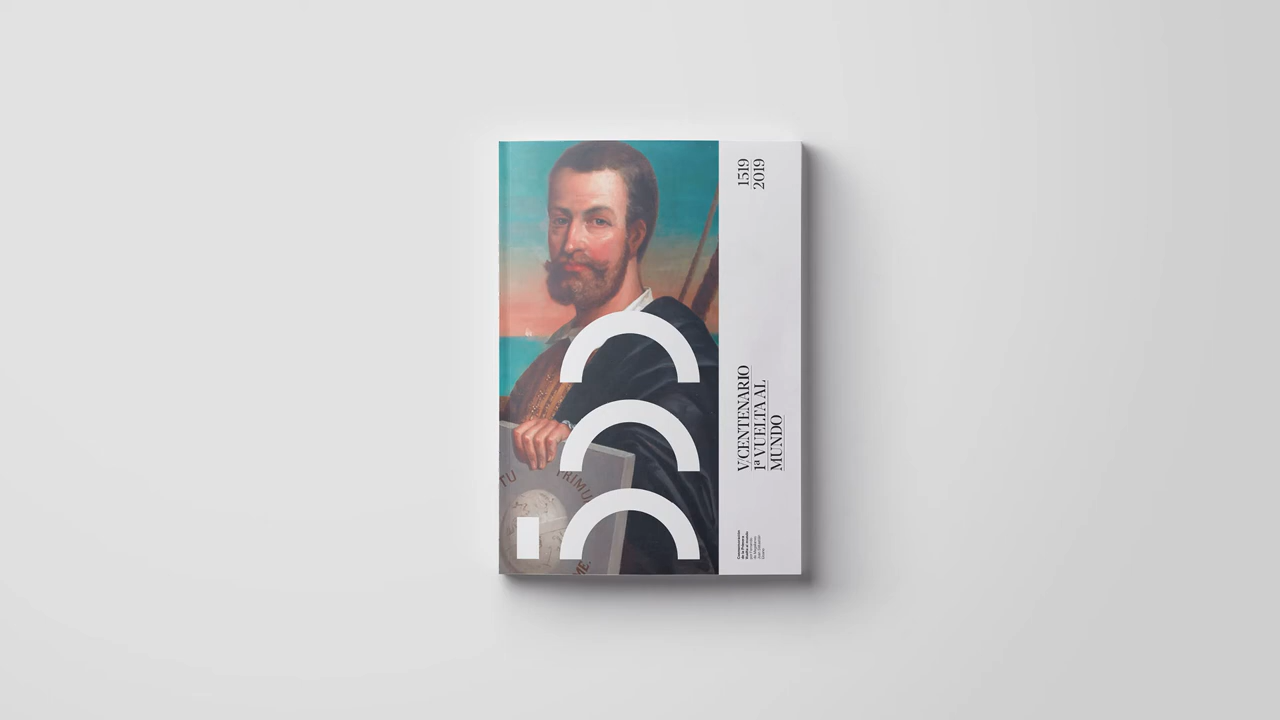 1519
2019
V CENTENARIO
1ª VUELTA AL
MUNDO
TU
PRIMU
ME.